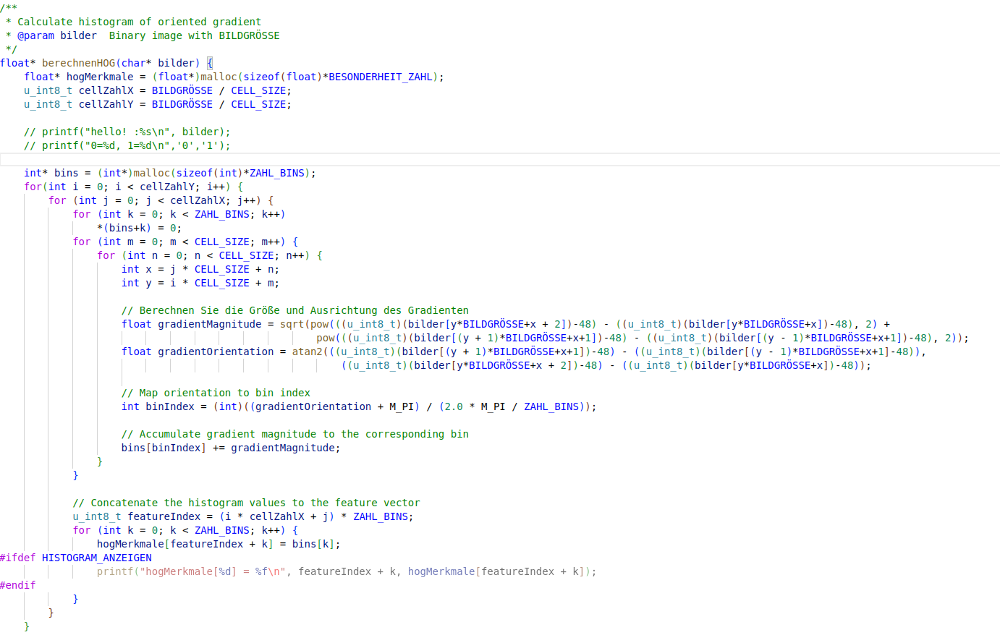 /**
 * Calculate histogram of oriented gradient
 * @param bilder  Binary image with BILDGRÖSSE
 */
float* berechnenHOG(char* bilder) {
    float* hogMerkmale = (float*)malloc(sizeof(float)*BESONDERHEIT_ZAHL);
    u_int8_t cellZahlX = BILDGRÖSSE / CELL_SIZE;
    u_int8_t cellZahlY = BILDGRÖSSE / CELL_SIZE;

    // printf("hello! :%s\n", bilder);
    // printf("0=%d, 1=%d\n",'0','1');

    int* bins = (int*)malloc(sizeof(int)*ZAHL_BINS);
    for(int i = 0; i < cellZahlY; i++) {
        for (int j = 0; j < cellZahlX; j++) {
            for (int k = 0; k < ZAHL_BINS; k++)
                *(bins+k) = 0;
            for (int m = 0; m < CELL_SIZE; m++) {
                for (int n = 0; n < CELL_SIZE; n++) {
                    int x = j * CELL_SIZE + n;
                    int y = i * CELL_SIZE + m;

                    // Berechnen Sie die Größe und Ausrichtung des Gradienten
                    float gradientMagnitude = sqrt(pow(((u_int8_t)(bilder[y*BILDGRÖSSE+x + 2])-48) - ((u_int8_t)(bilder[y*BILDGRÖSSE+x])-48), 2) +
                                                    pow(((u_int8_t)(bilder[(y + 1)*BILDGRÖSSE+x+1])-48) - ((u_int8_t)(bilder[(y - 1)*BILDGRÖSSE+x+1])-48), 2));
                    float gradientOrientation = atan2(((u_int8_t)(bilder[(y + 1)*BILDGRÖSSE+x+1])-48) - ((u_int8_t)(bilder[(y - 1)*BILDGRÖSSE+x+1]-48)),
                                                        ((u_int8_t)(bilder[y*BILDGRÖSSE+x + 2])-48) - ((u_int8_t)(bilder[y*BILDGRÖSSE+x])-48));

                    // Map orientation to bin index
                    int binIndex = (int)((gradientOrientation + M_PI) / (2.0 * M_PI / ZAHL_BINS));

                    // Accumulate gradient magnitude to the corresponding bin
                    bins[binIndex] += gradientMagnitude;
                }
            }

            // Concatenate the histogram values to the feature vector
            u_int8_t featureIndex = (i * cellZahlX + j) * ZAHL_BINS;
            for (int k = 0; k < ZAHL_BINS; k++) {
                hogMerkmale[featureIndex + k] = bins[k];
#ifdef HISTOGRAM_ANZEIGEN
                printf("hogMerkmale[%d] = %f\n", featureIndex + k, hogMerkmale[featureIndex + k]);
#endif
            }
        }
    }